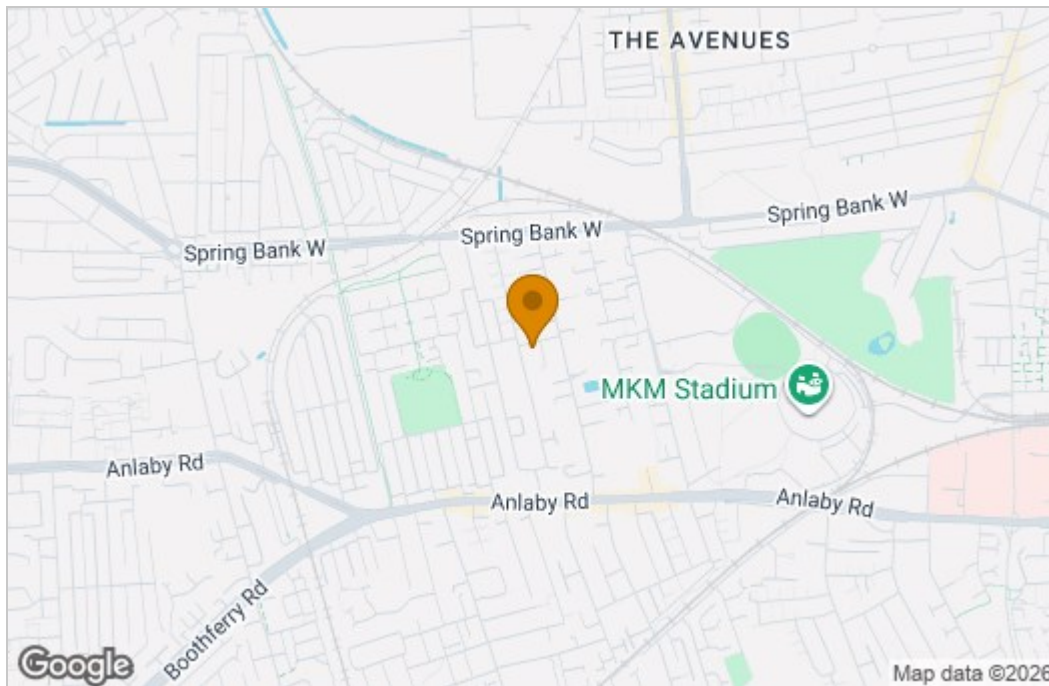 THE AVENUES
Spring Bank W
Spring Bank W
Spring Bank W
MKM Stadium
Anlaby Rd
Anlaby Rd
Anlaby Rd
Boothferry Rd
Google
Map data ©2026